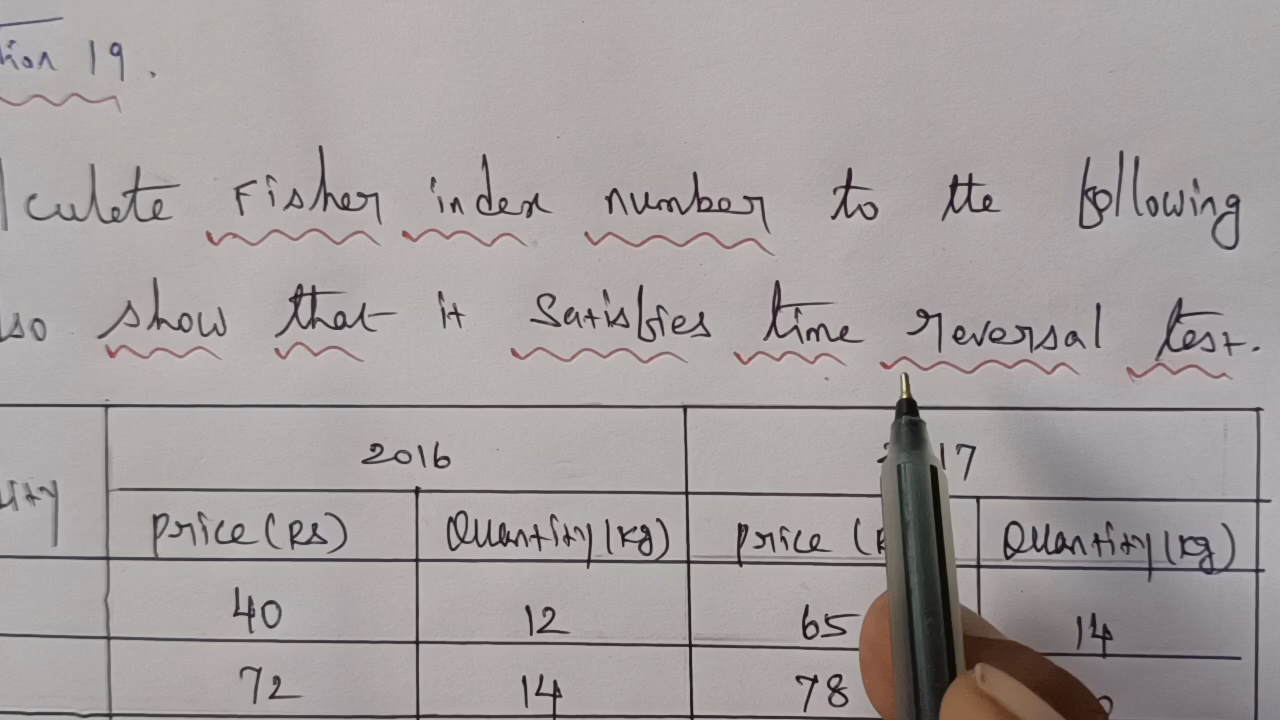 tion 19.
lculate Fisher index number to the following
so show that it satisfies time reversal test.
2016 17
Price (Rs) Quantity (kg) Price ( Quantity (kg)
40 12 65 14
72 14 78